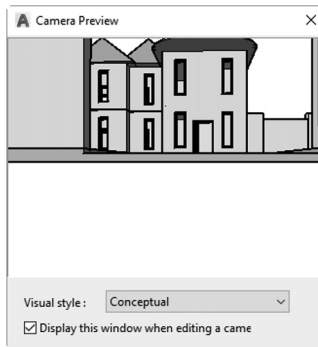 Camera Preview
Visual style :
Conceptual
Display this window when editing a came